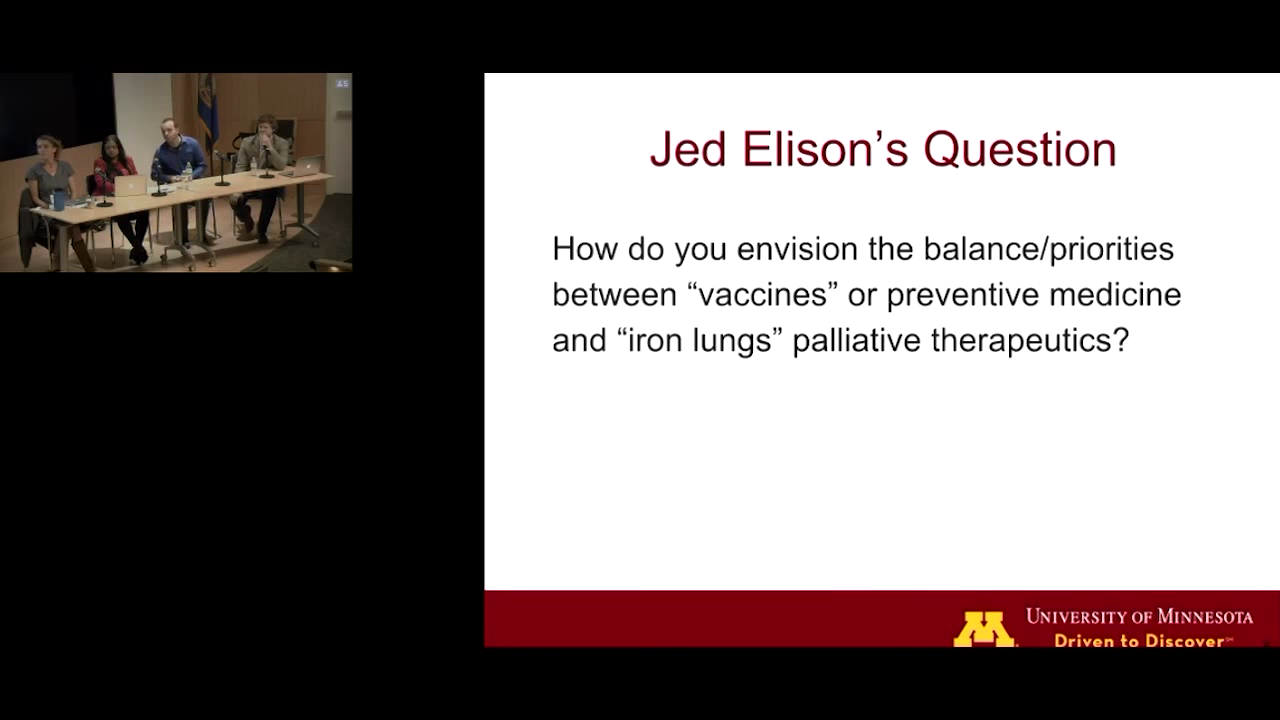 Jed Elison’s Question
How do you envision the balance/priorities
between “vaccines” or preventive medicine
and “iron lungs” palliative therapeutics?
UNIVERSITY OF MINNESOTA
Driven to Discover℠